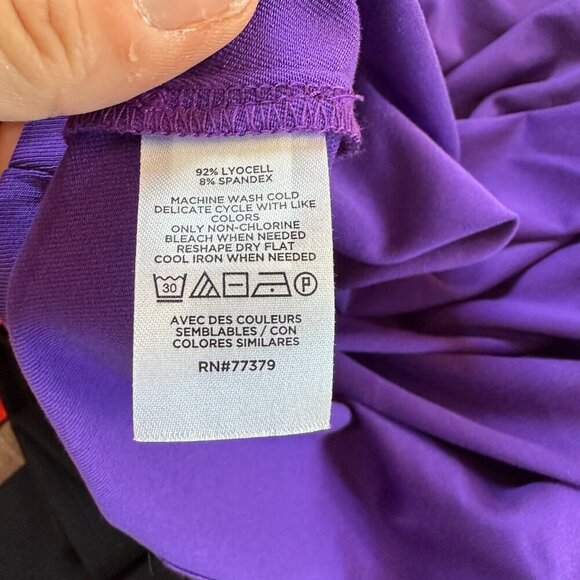 92% LYOCELL
8% SPANDEX
MACHINE WASH COLD
DELICATE CYCLE WITH LIKE
COLORS
ONLY NON-CHLORINE
BLEACH WHEN NEEDED
RESHAPE DRY FLAT
COOL IRON WHEN NEEDED
30 P
AVEC DES COULEURS
SEMBLABLES / CON
COLORES SIMILARES
RN#77379